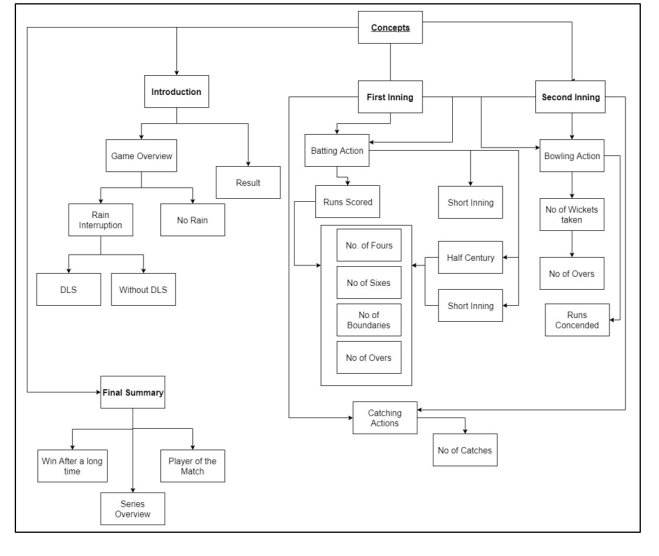 Concepts
Introduction
First Inning
Second Inning
Game Overview
Result
Batting Action
Bowling Action
Rain
Interruption
No Rain
Runs Scored
Short Inning
No of Wickets
taken
DLS
Without DLS
No. of Fours
Half Century
No of Overs
No of Sixes
Short Inning
No of
Boundaries
Runs
Concended
No of Overs
Final Summary
Catching
Actions
No of Catches
Win After a long
time
Player of the
Match
Series
Overview